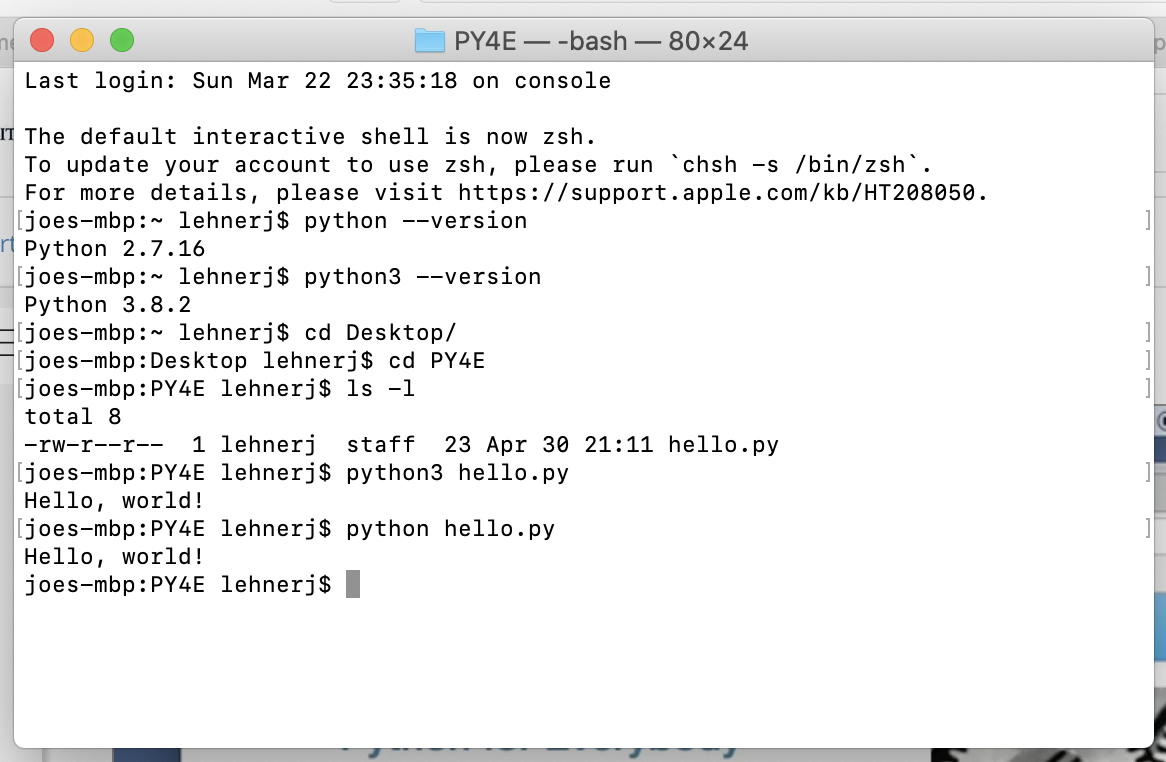 PY4E — -bash — 80×24
Last login: Sun Mar 22 23:35:18 on console
The default interactive shell is now zsh.
To update your account to use zsh, please run `chsh -s /bin/zsh`.
For more details, please visit https://support.apple.com/kb/HT208050.
[joes-mbp:~ lehnerj$ python --version ]
Python 2.7.16
[joes-mbp:~ lehnerj$ python3 --version ]
Python 3.8.2
[joes-mbp:~ lehnerj$ cd Desktop/ ]
[joes-mbp:Desktop lehnerj$ cd PY4E ]
[joes-mbp:PY4E lehnerj$ ls -l ]
total 8
-rw-r--r--  1 lehnerj  staff  23 Apr 30 21:11 hello.py
[joes-mbp:PY4E lehnerj$ python3 hello.py ]
Hello, world!
[joes-mbp:PY4E lehnerj$ python hello.py ]
Hello, world!
joes-mbp:PY4E lehnerj$
Python for Everybody